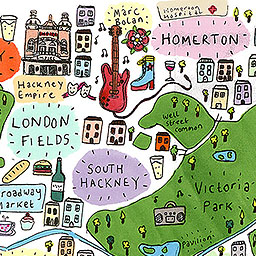 Marc
Bolan
Homerton
Hospital
HOMERTON
Hackney
Empire
LONDON
FIELDS
Well
Street
Common
SOUTH
HACKNEY
Victoria
Park
Broadway
Market
Pavilion